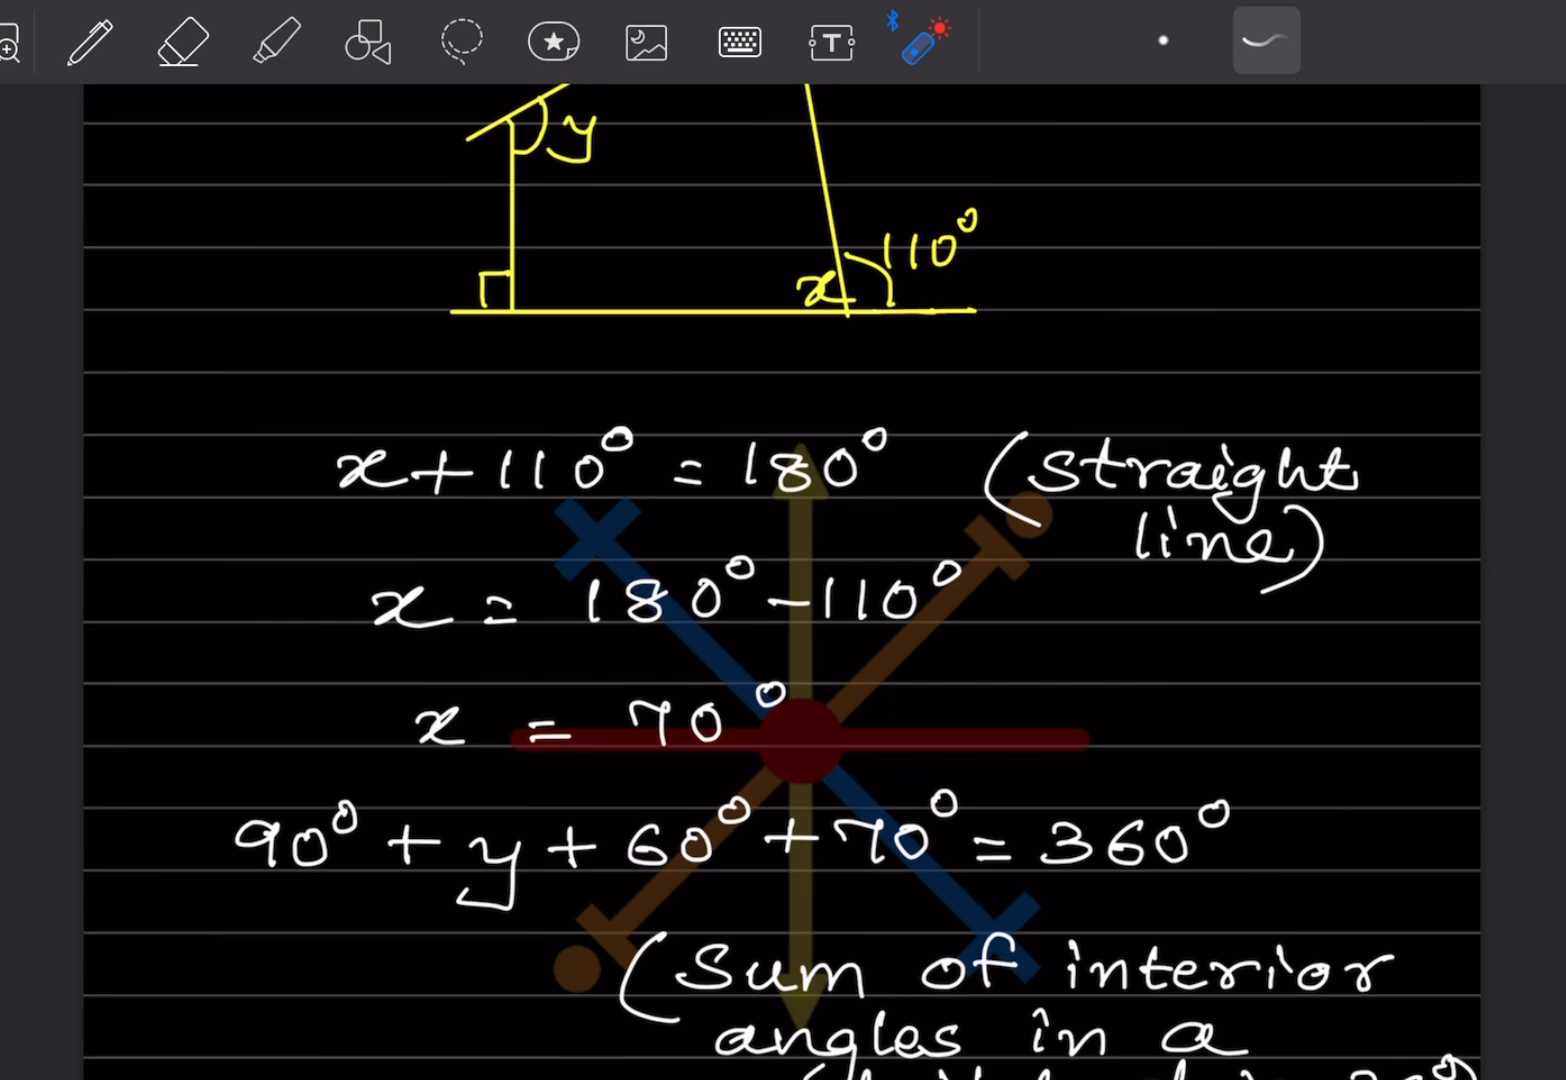 y
110°
x
x + 110° = 180° (straight
line)
x = 180° - 110°
x = 70°
90° + y + 60° + 70° = 360°
(Sum of interior
angles in a